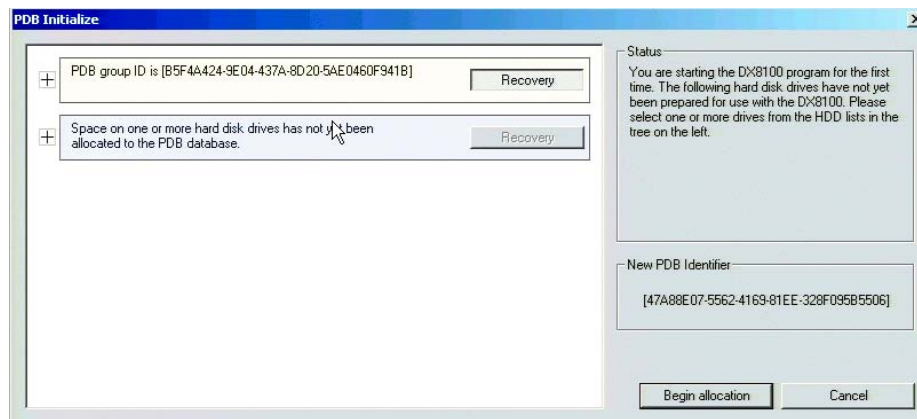 PDB Initialize
PDB group ID is [B5F4A424-9E04-437A-8D20-5AE0460F941B]
Recovery
Space on one or more hard disk drives has not yet been
allocated to the PDB database.
Recovery
Status
You are starting the DX8100 program for the first
time. The following hard disk drives have not yet
been prepared for use with the DX8100. Please
select one or more drives from the HDD lists in the
tree on the left.
New PDB Identifier
[47A88E07-5562-4169-81EE-328F095B5506]
Begin allocation
Cancel